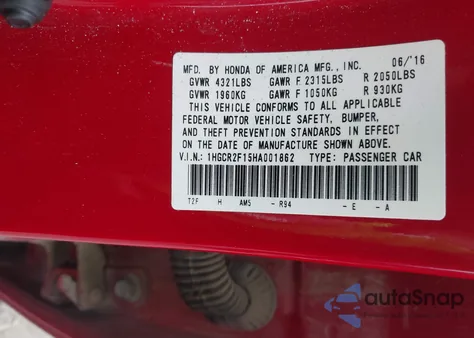 MFD. BY HONDA OF AMERICA MFG., INC. 06/'16
GVWR 4321LBS GAWR F 2315LBS R 2050LBS
GVWR 1960KG GAWR F 1050KG R 930KG
THIS VEHICLE CONFORMS TO ALL APPLICABLE
FEDERAL MOTOR VEHICLE SAFETY, BUMPER,
AND THEFT PREVENTION STANDARDS IN EFFECT
ON THE DATE OF MANUFACTURE SHOWN ABOVE.
V.I.N.: 1HGCR2F15HA001862 TYPE: PASSENGER CAR
T2F H AM5 - R94 - E - A
autoSnap